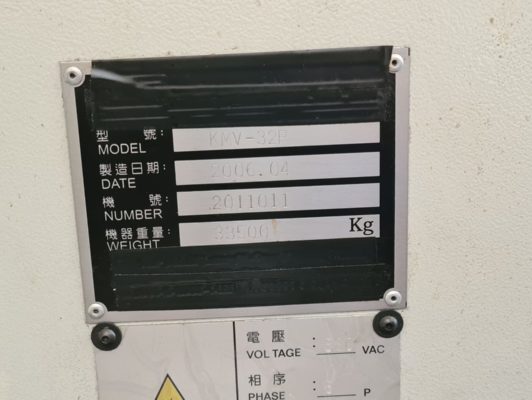 型 號:
MODEL KMV-32P
製造日期:
DATE 2006.04
機 號:
NUMBER 2011011
機器重量:
WEIGHT 33500 Kg
電 壓:
VOLTAGE VAC
相 序:
PHASE P